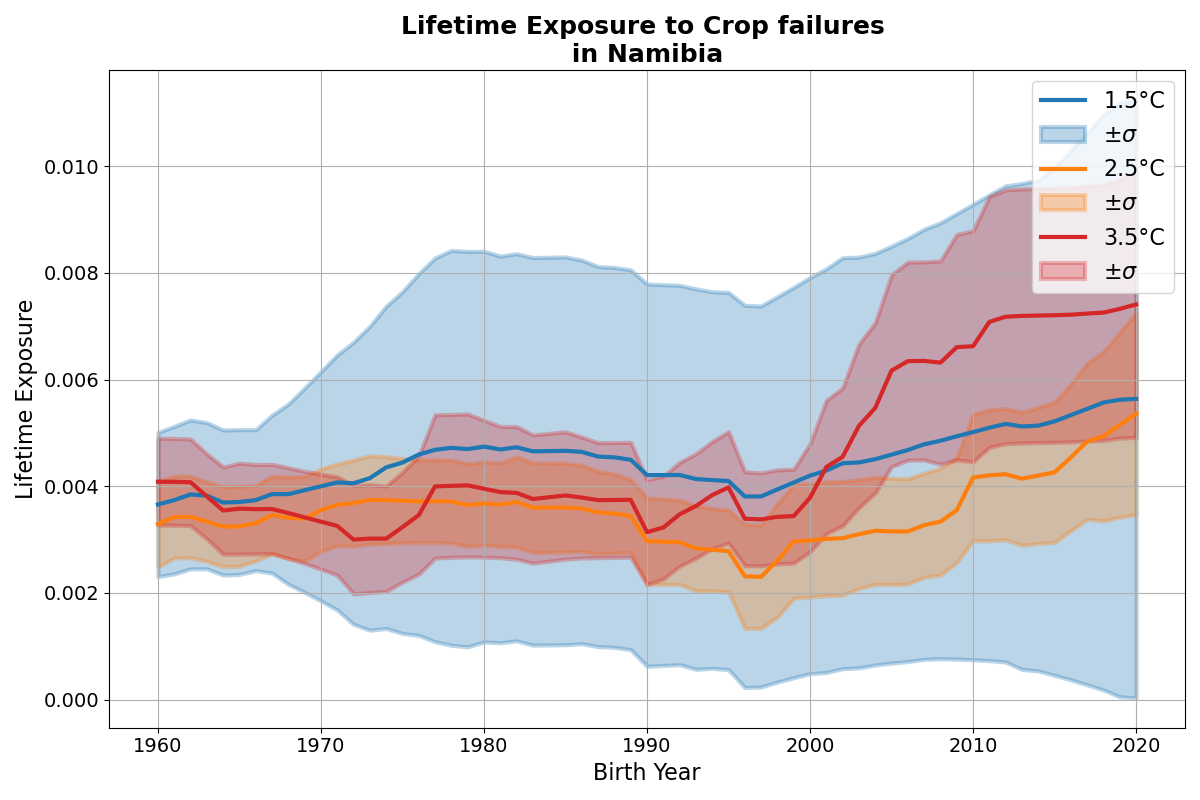 Lifetime Exposure to Crop failures
in Namibia
Lifetime Exposure
0.010
0.008
0.006
0.004
0.002
0.000
1960 1970 1980 1990 2000 2010 2020
Birth Year
1.5°C
±σ
2.5°C
±σ
3.5°C
±σ